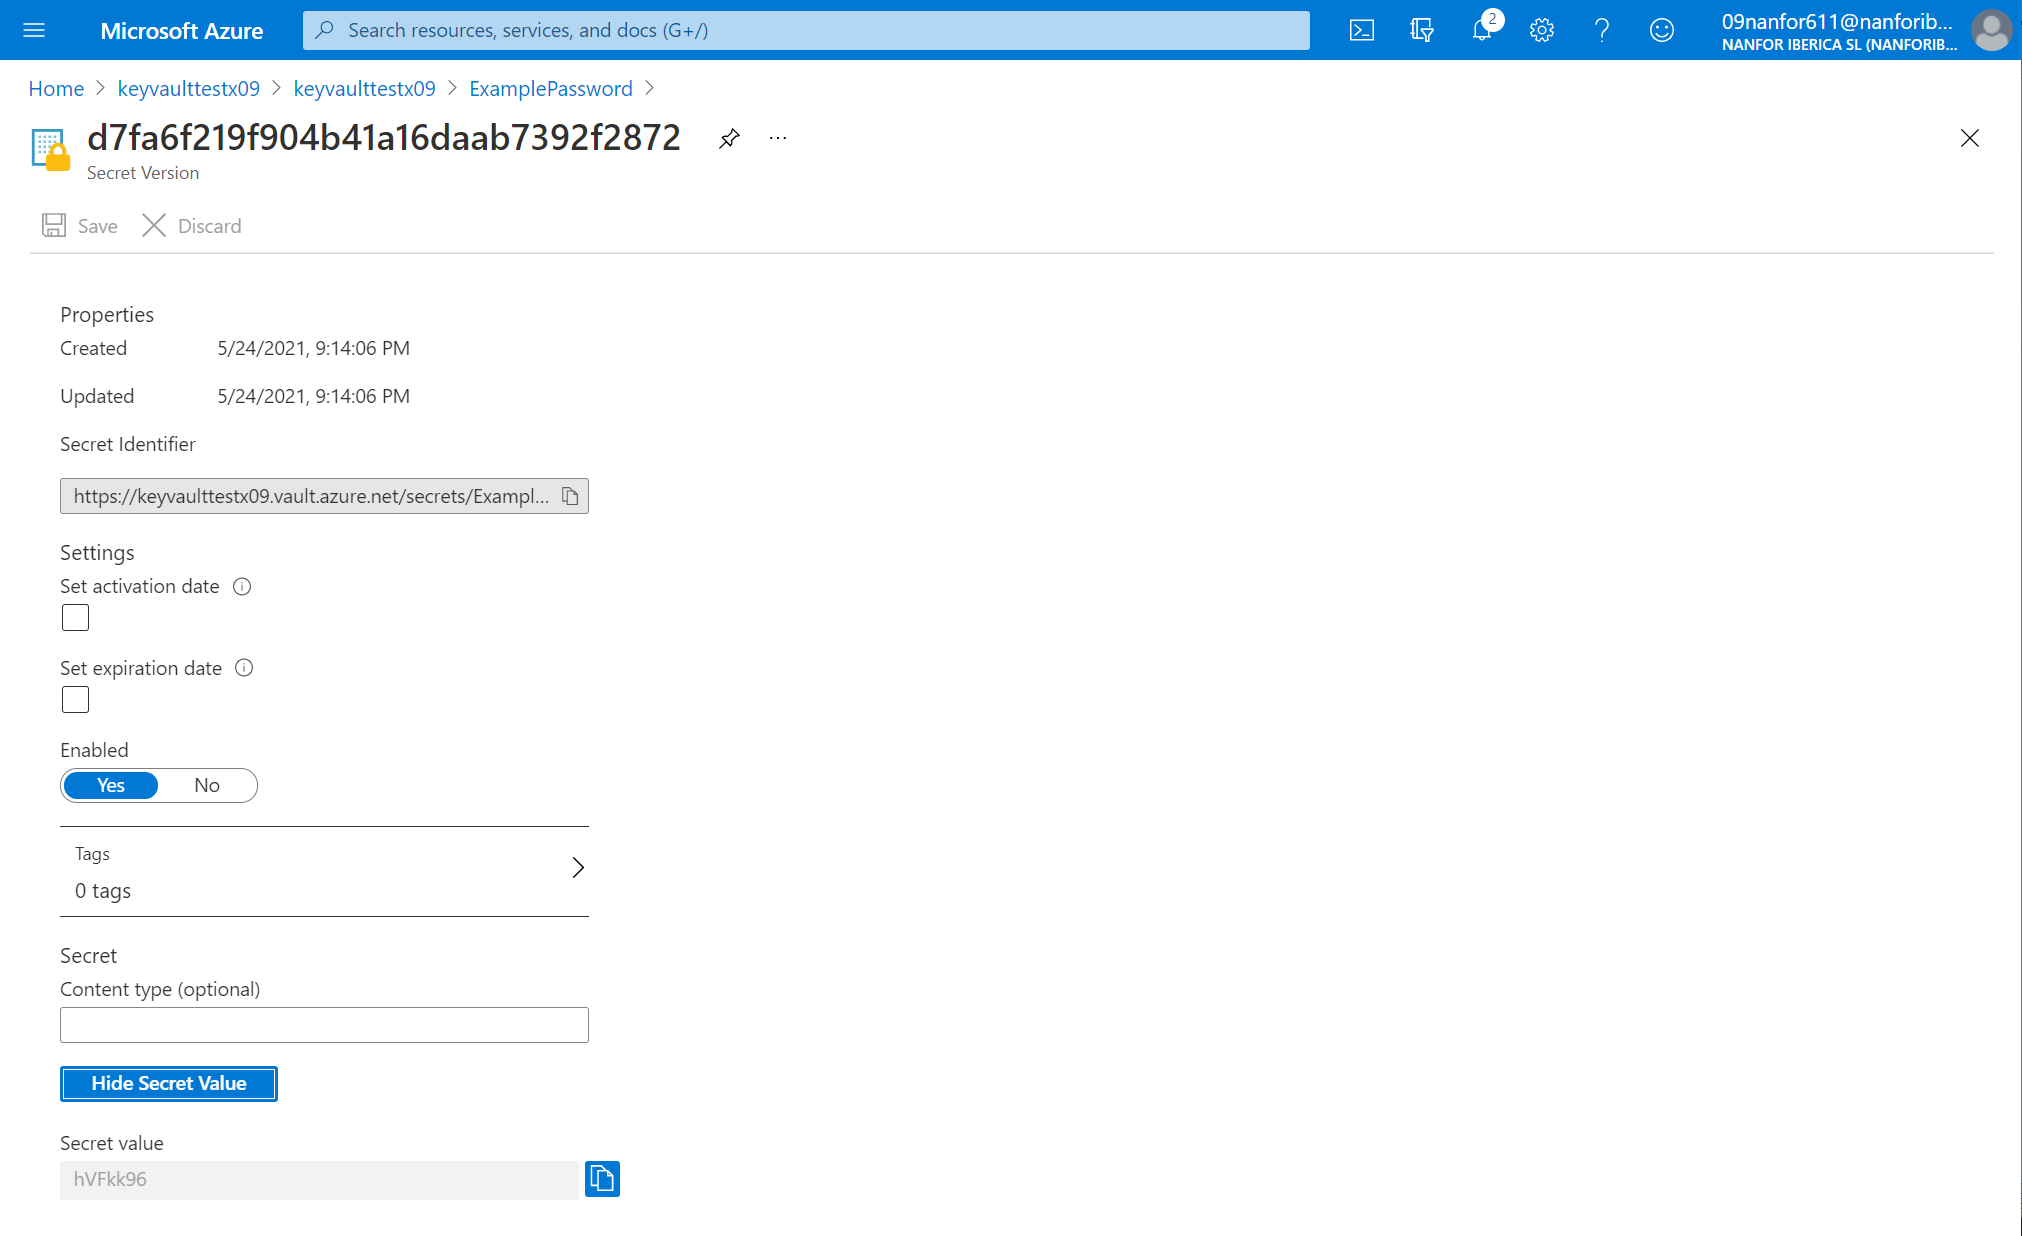 Microsoft Azure
Search resources, services, and docs (G+/)
2
09nanfor611@nanforib...
NANFOR IBERICA SL (NANFORIB...
Home > keyvaulttestx09 > keyvaulttestx09 > ExamplePassword >
d7fa6f219f904b41a16daab7392f2872
...
Secret Version
Save
Discard
Properties
Created 5/24/2021, 9:14:06 PM
Updated 5/24/2021, 9:14:06 PM
Secret Identifier
https://keyvaulttestx09.vault.azure.net/secrets/Exampl...
Settings
Set activation date
Set expiration date
Enabled
Yes No
Tags
0 tags
Secret
Content type (optional)
Hide Secret Value
Secret value
hVFkk96